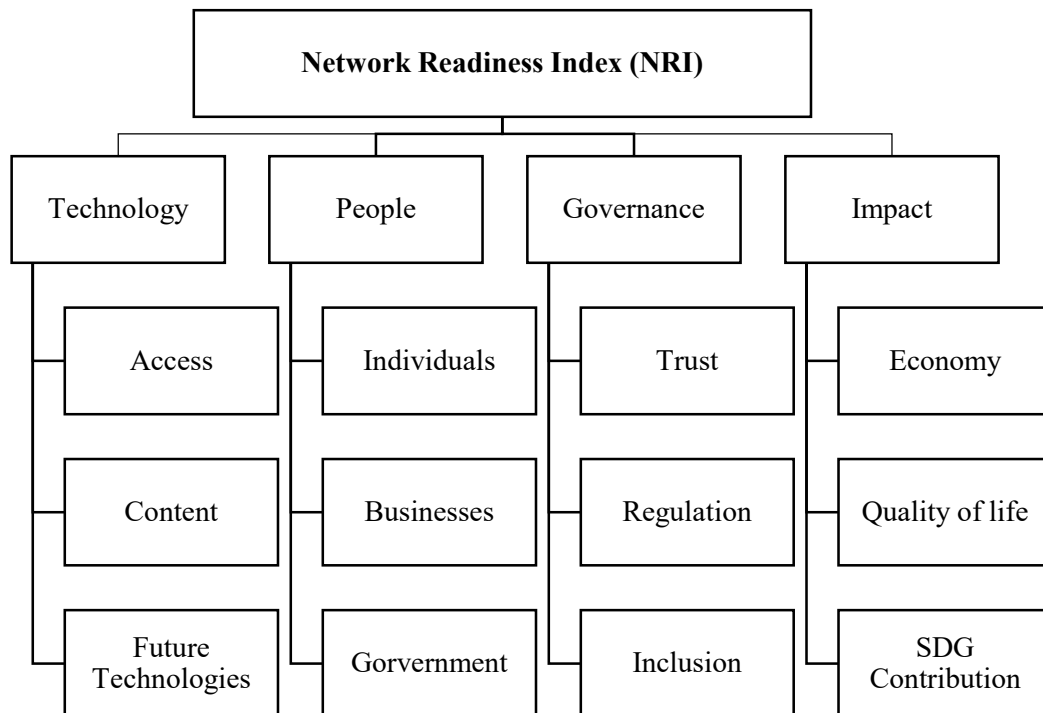 Network Readiness Index (NRI)
Technology
People
Governance
Impact
Access
Individuals
Trust
Economy
Content
Businesses
Regulation
Quality of life
Future
Technologies
Gorvernment
Inclusion
SDG
Contribution